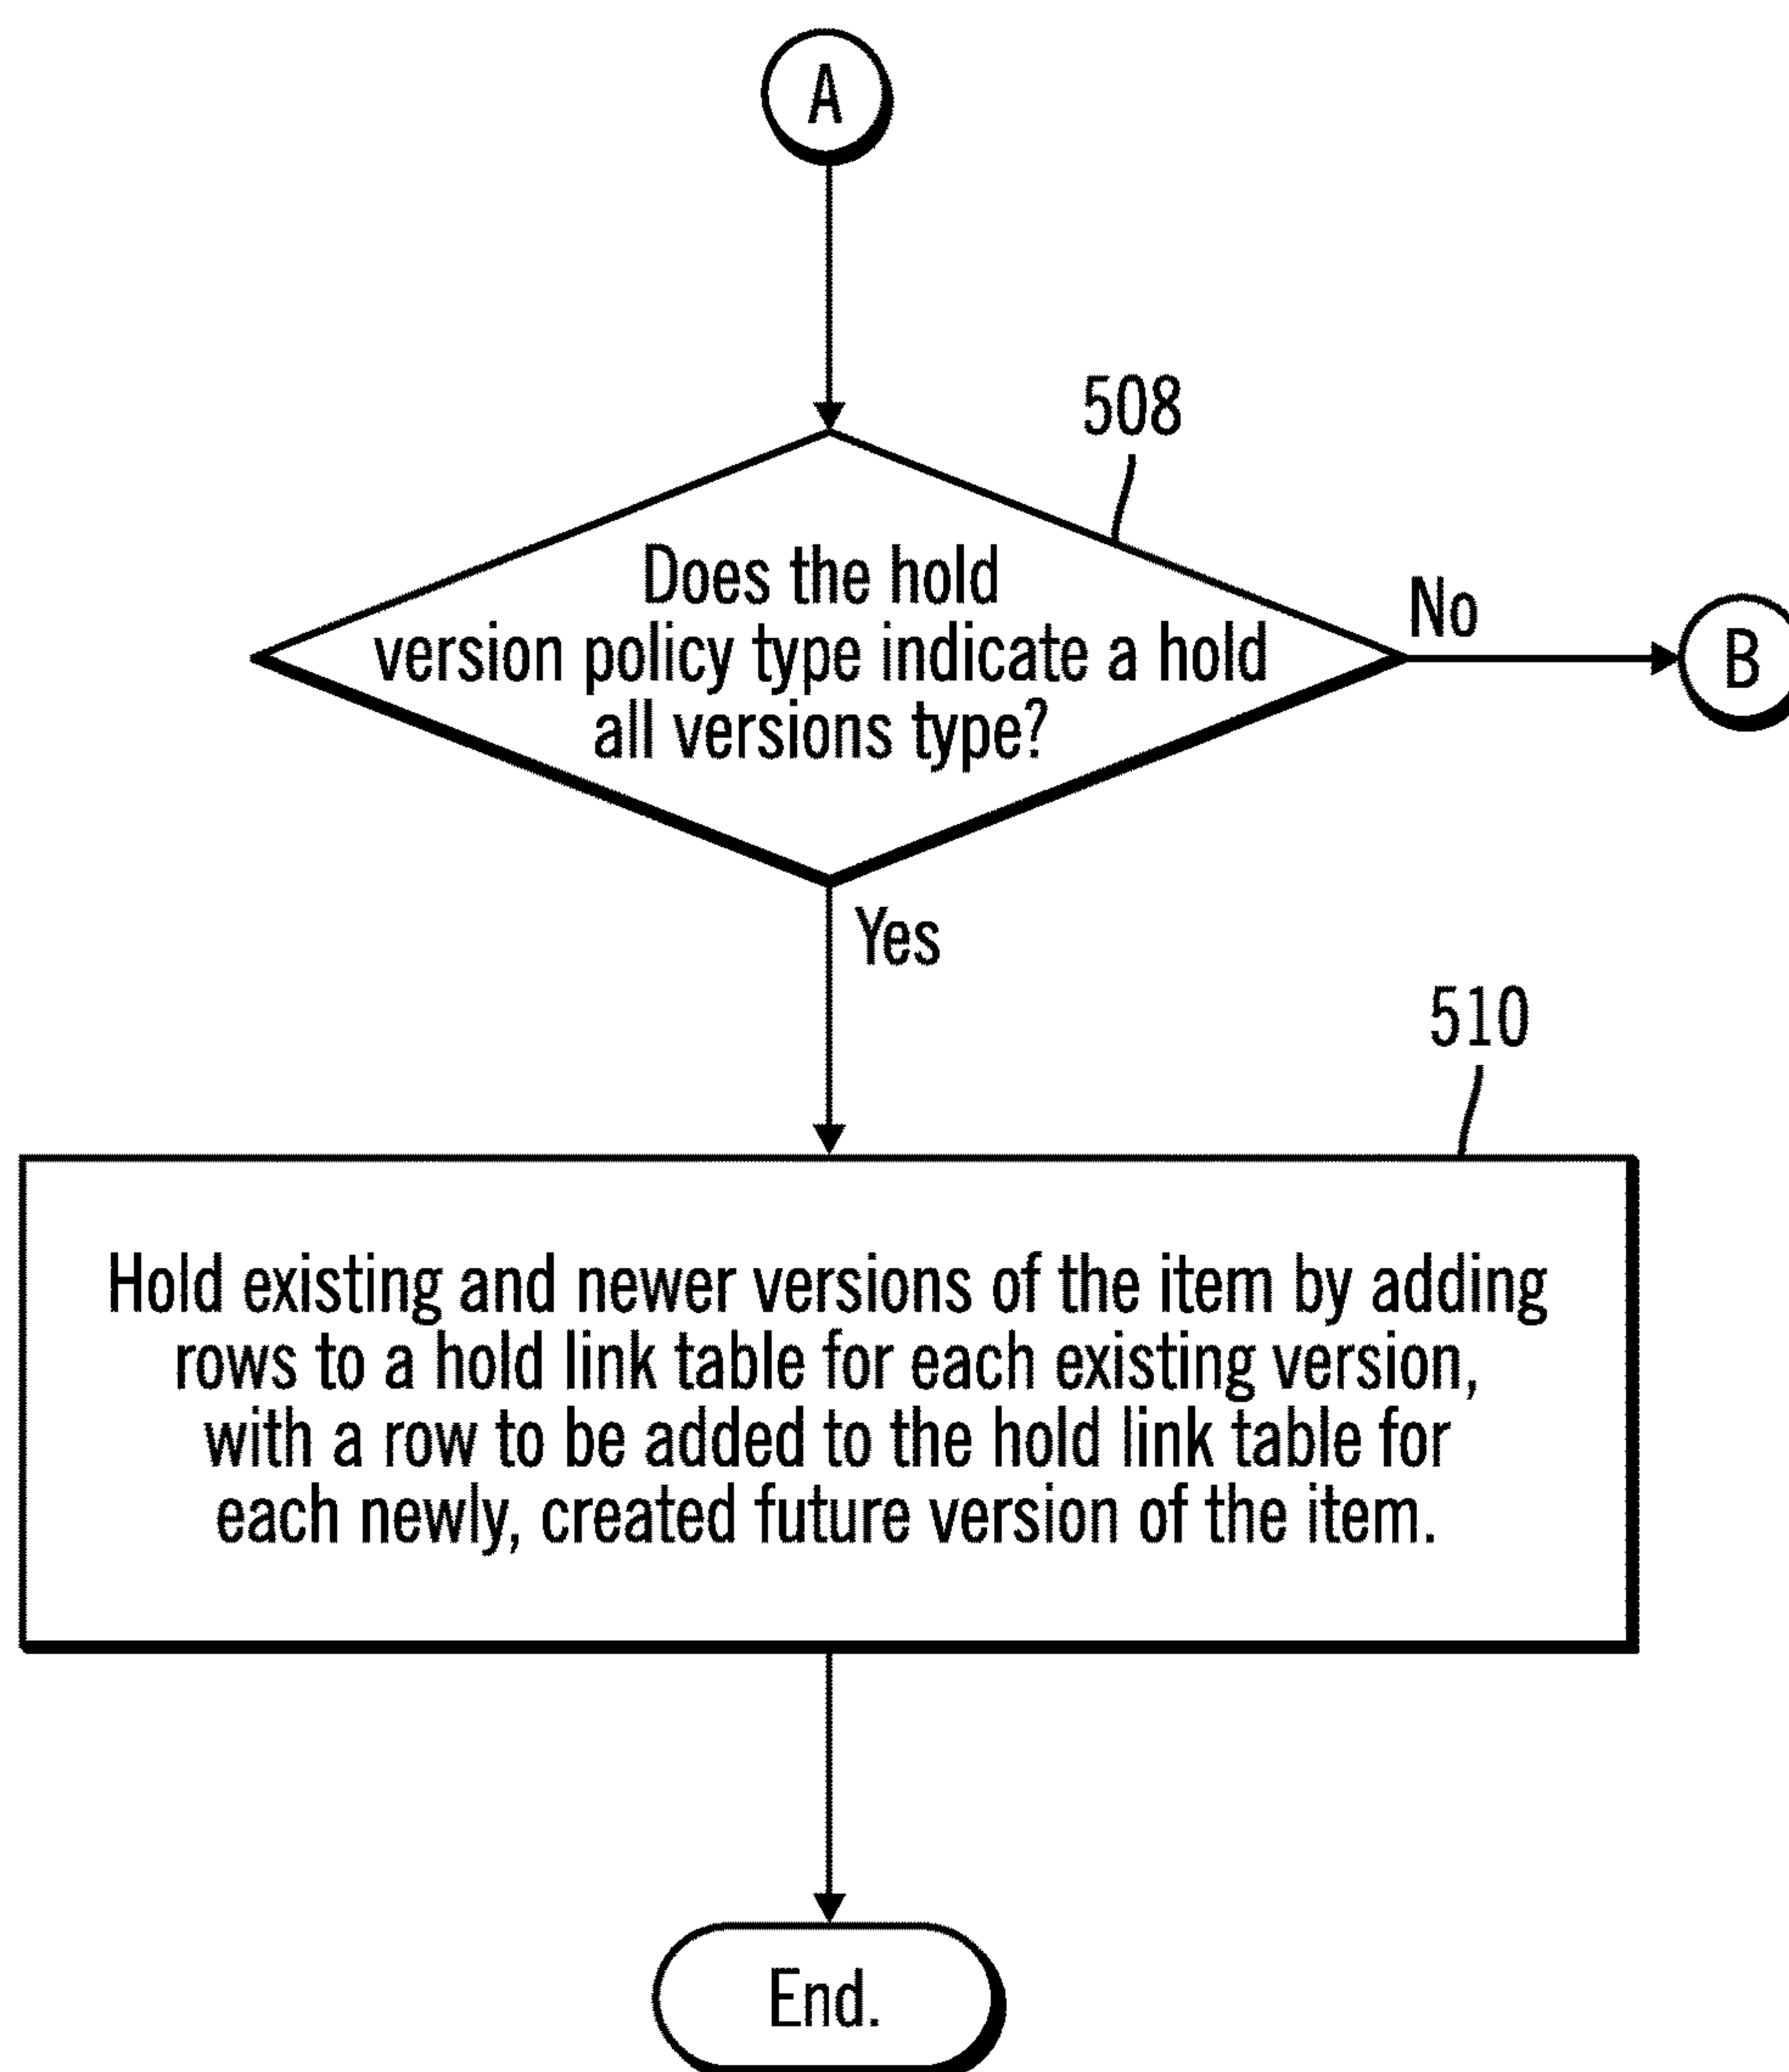 A
508
Does the hold
version policy type indicate a hold
all versions type?
No
B
Yes
510
Hold existing and newer versions of the item by adding
rows to a hold link table for each existing version,
with a row to be added to the hold link table for
each newly, created future version of the item.
End.